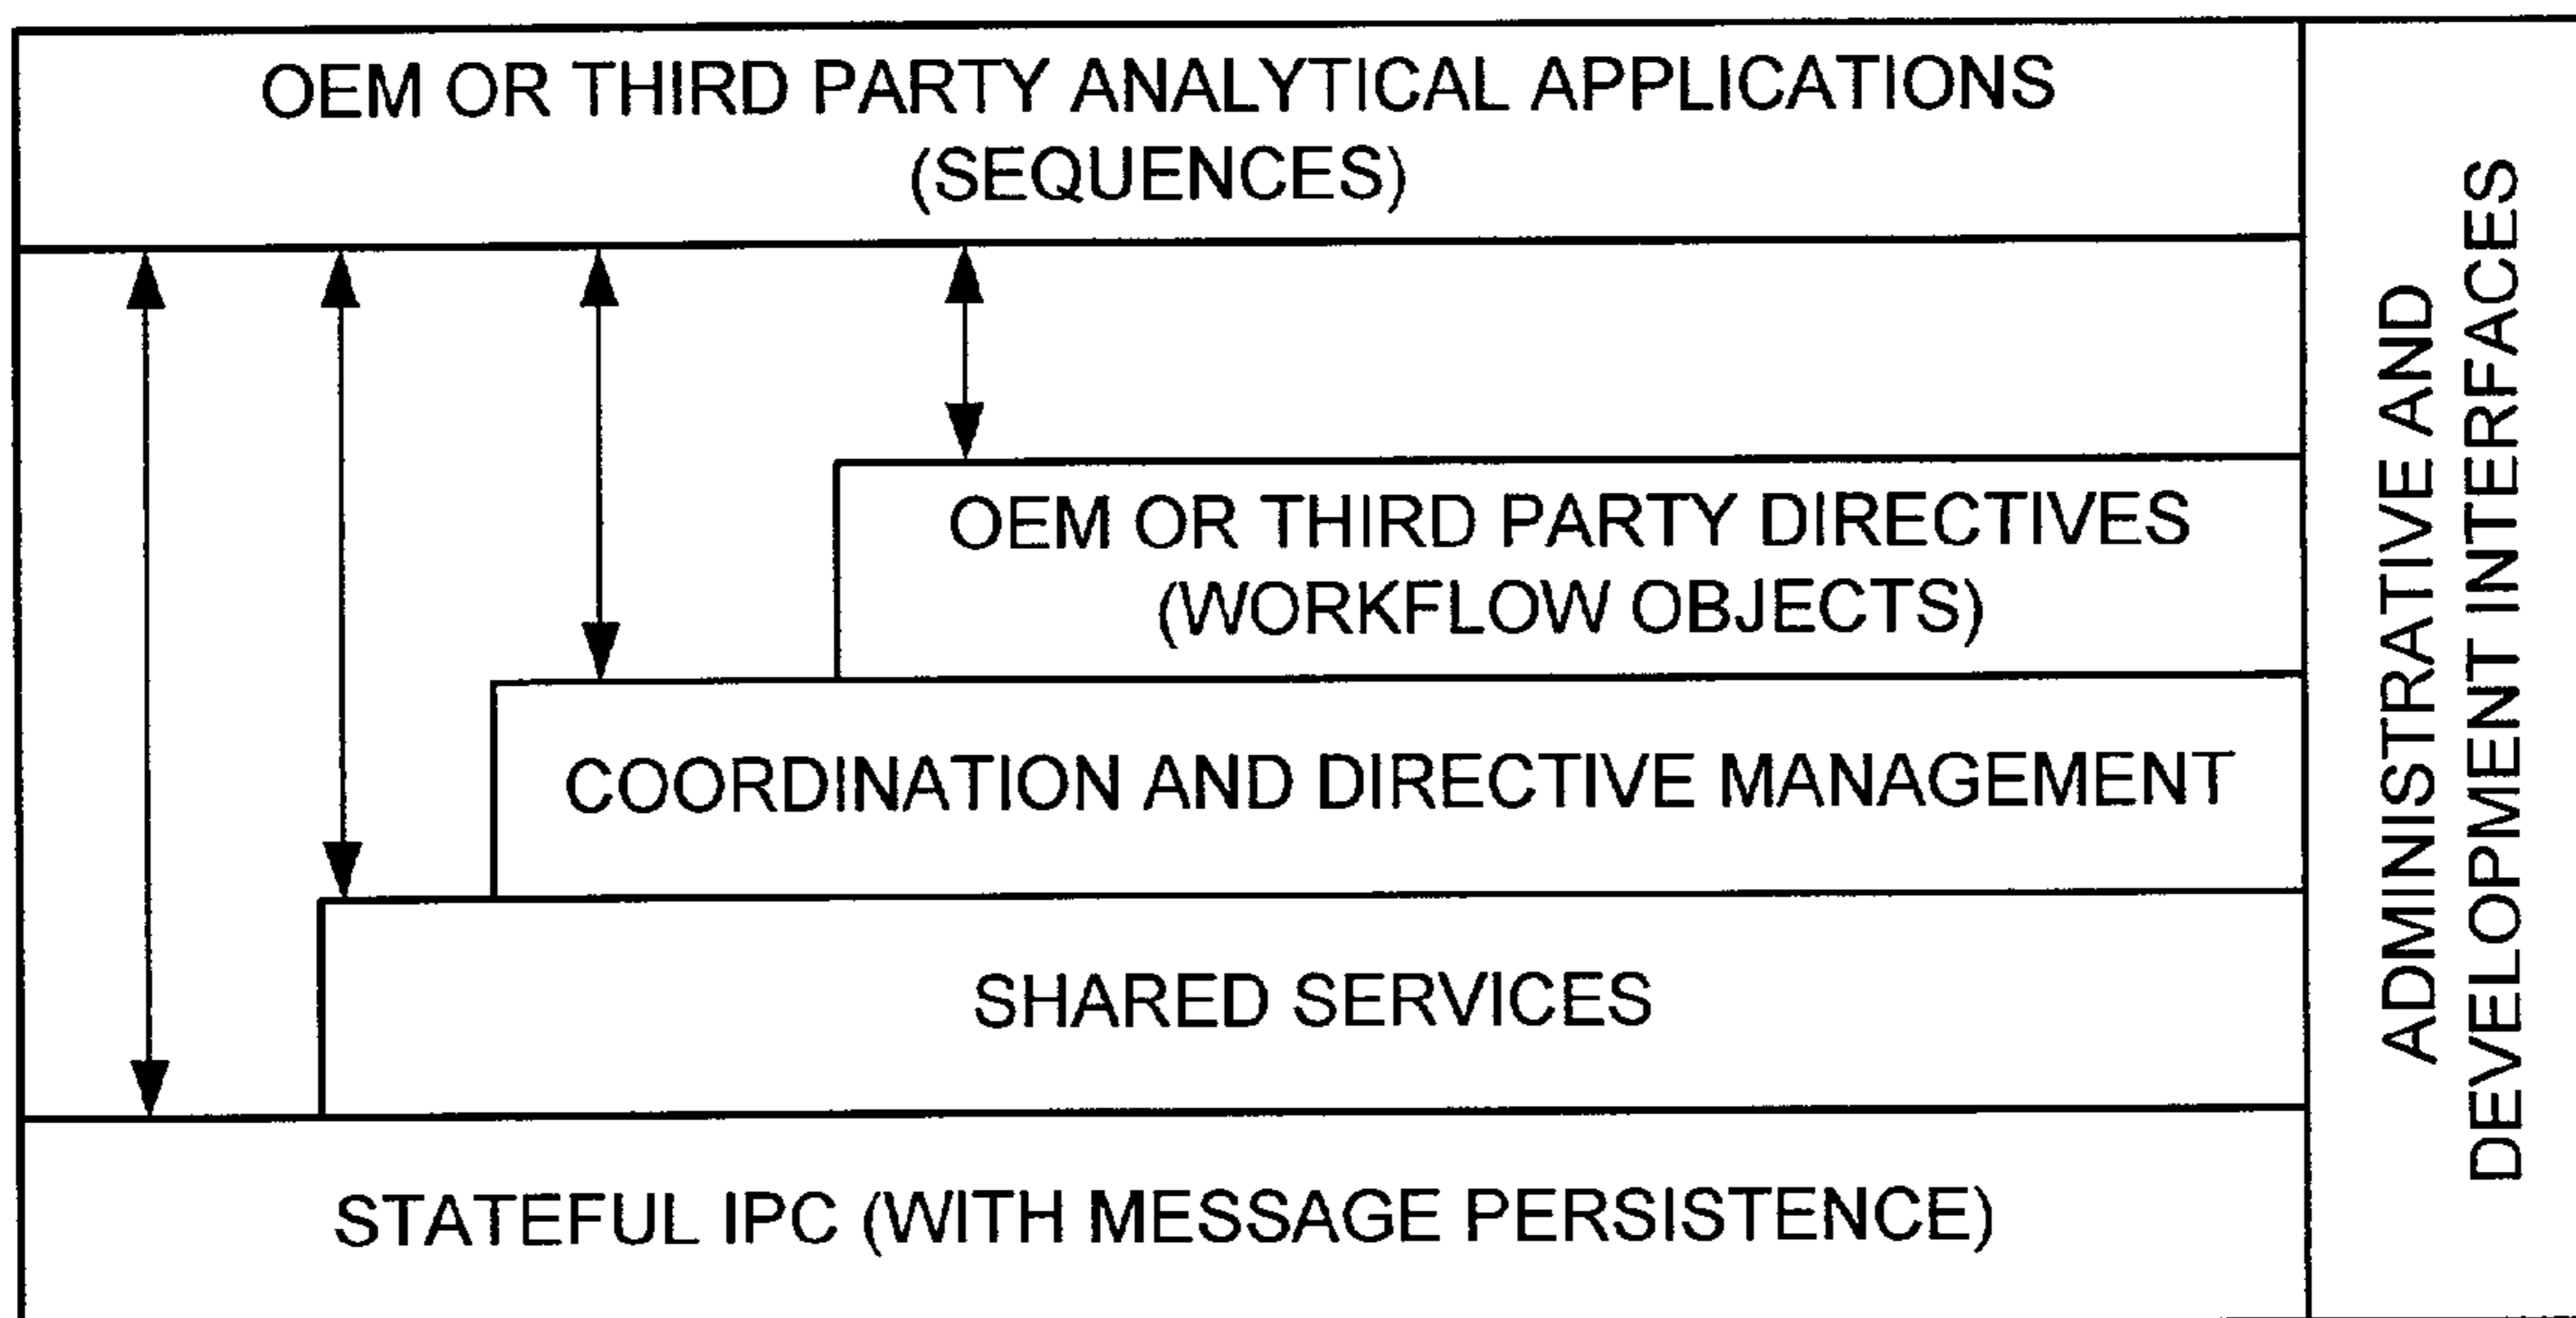 OEM OR THIRD PARTY ANALYTICAL APPLICATIONS
(SEQUENCES)
OEM OR THIRD PARTY DIRECTIVES
(WORKFLOW OBJECTS)
COORDINATION AND DIRECTIVE MANAGEMENT
SHARED SERVICES
STATEFUL IPC (WITH MESSAGE PERSISTENCE)
ADMINISTRATIVE AND
DEVELOPMENT INTERFACES